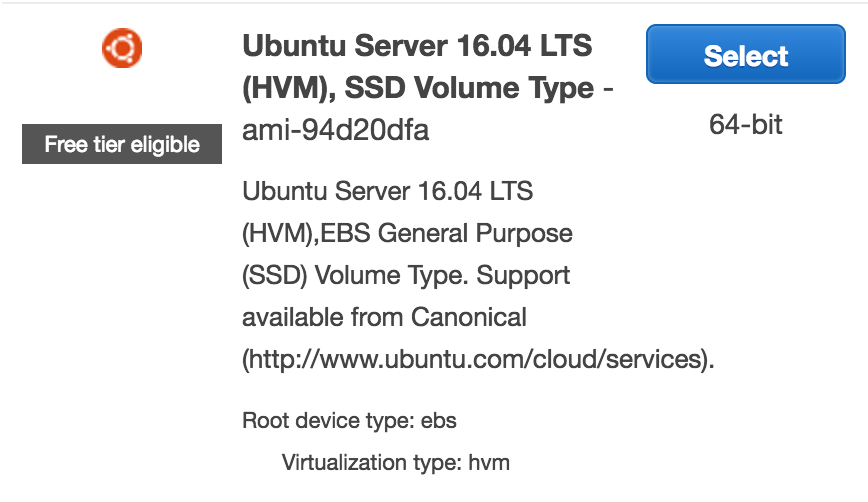 Ubuntu Server 16.04 LTS
(HVM), SSD Volume Type -
ami-94d20dfa
Select
64-bit
Free tier eligible
Ubuntu Server 16.04 LTS
(HVM),EBS General Purpose
(SSD) Volume Type. Support
available from Canonical
(http://www.ubuntu.com/cloud/services).
Root device type: ebs
Virtualization type: hvm